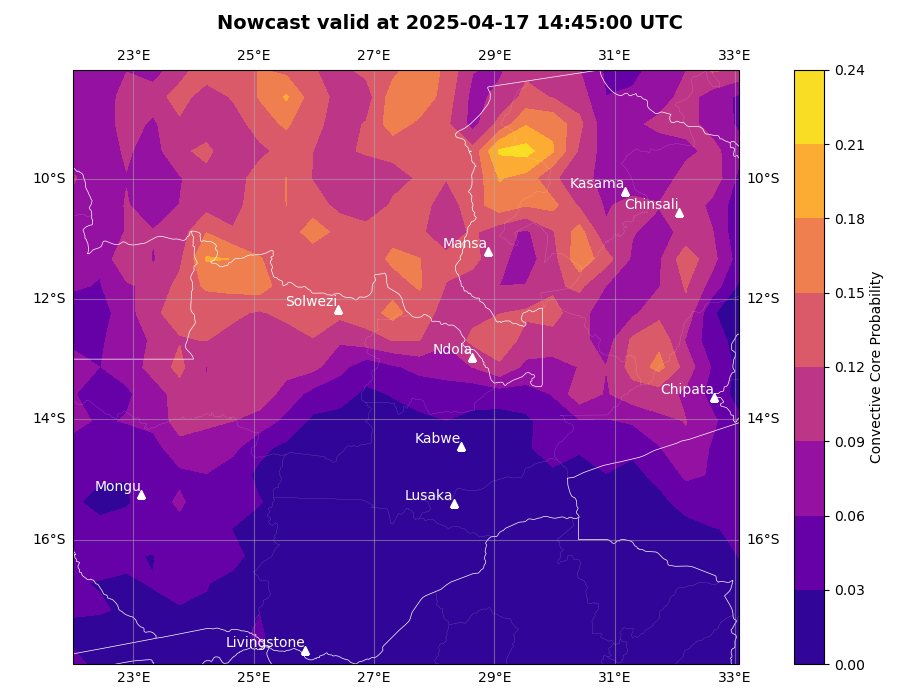 Nowcast valid at 2025-04-17 14:45:00 UTC
23°E 25°E 27°E 29°E 31°E 33°E
0.24
0.21
10°S 10°S
Kasama
Chinsali
0.18
Mansa
12°S 12°S
0.15
Solwezi
Ndola
0.12
Chipata
14°S 14°S
Kabwe
0.09
Mongu
Lusaka
0.06
16°S 16°S
0.03
Livingstone
0.00
23°E 25°E 27°E 29°E 31°E 33°E
Convective Core Probability